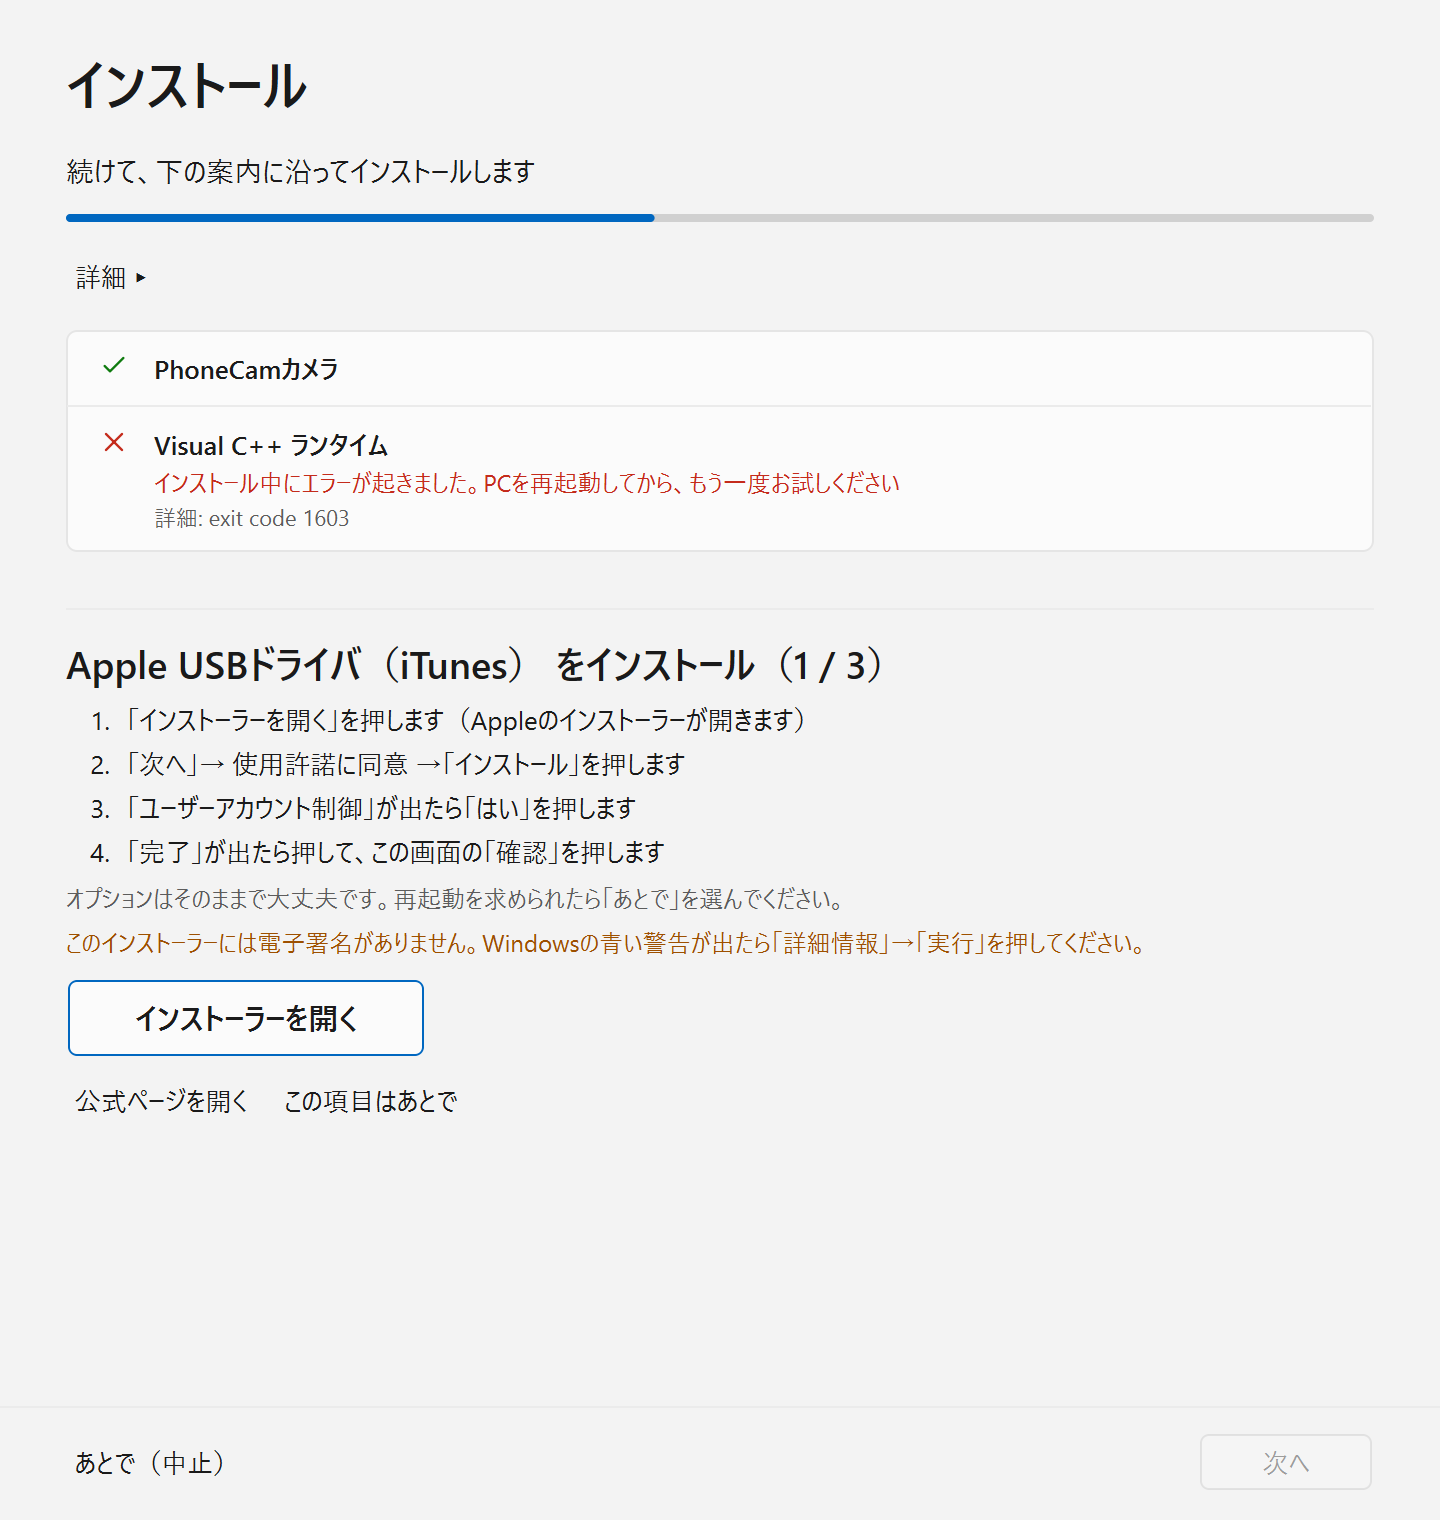 インストール
続けて、下の案内に沿ってインストールします
詳細 ▸
PhoneCamカメラ
Visual C++ ランタイム
インストール中にエラーが起きました。PCを再起動してから、もう一度お試しください
詳細: exit code 1603
Apple USBドライバ（iTunes） をインストール（1 / 3）
1. 「インストーラーを開く」を押します（Appleのインストーラーが開きます）
2. 「次へ」→ 使用許諾に同意 →「インストール」を押します
3. 「ユーザーアカウント制御」が出たら「はい」を押します
4. 「完了」が出たら押して、この画面の「確認」を押します
オプションはそのままで大丈夫です。再起動を求められたら「あとで」を選んでください。
このインストーラーには電子署名がありません。Windowsの青い警告が出たら「詳細情報」→「実行」を押してください。
インストーラーを開く
公式ページを開く この項目はあとで
あとで（中止） 次へ